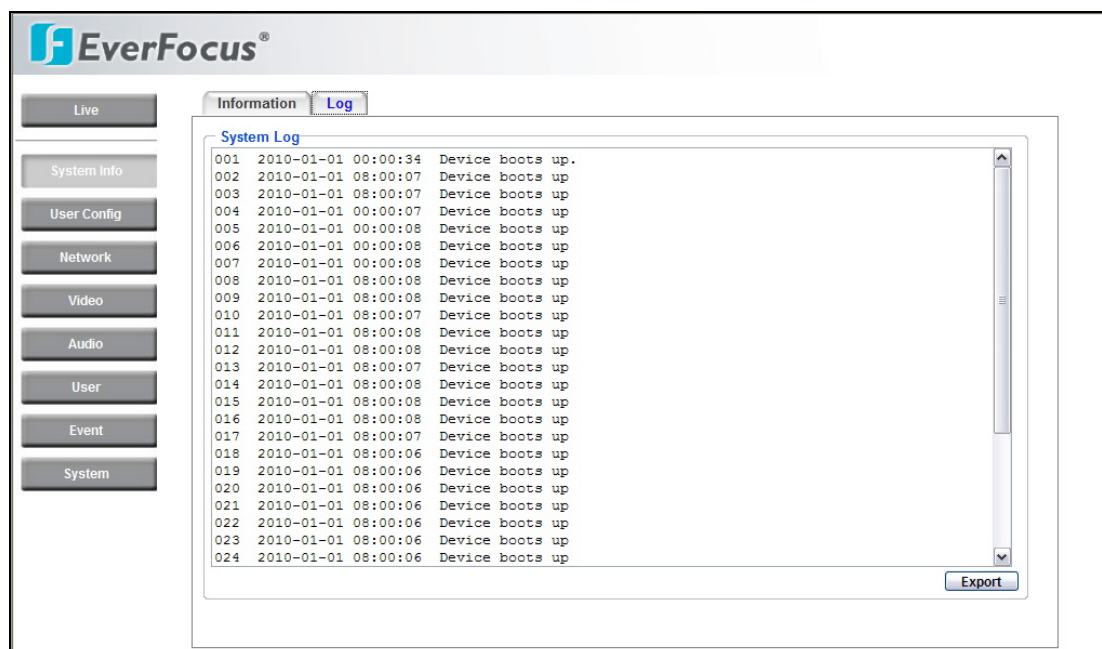 EverFocus®
Live
System Info
User Config
Network
Video
Audio
User
Event
System
Information Log
System Log
001 2010-01-01 00:00:34 Device boots up.
002 2010-01-01 08:00:07 Device boots up
003 2010-01-01 08:00:07 Device boots up
004 2010-01-01 00:00:07 Device boots up
005 2010-01-01 00:00:08 Device boots up
006 2010-01-01 00:00:08 Device boots up
007 2010-01-01 00:00:08 Device boots up
008 2010-01-01 08:00:08 Device boots up
009 2010-01-01 08:00:08 Device boots up
010 2010-01-01 08:00:07 Device boots up
011 2010-01-01 08:00:08 Device boots up
012 2010-01-01 08:00:08 Device boots up
013 2010-01-01 08:00:07 Device boots up
014 2010-01-01 08:00:08 Device boots up
015 2010-01-01 08:00:08 Device boots up
016 2010-01-01 08:00:08 Device boots up
017 2010-01-01 08:00:07 Device boots up
018 2010-01-01 08:00:06 Device boots up
019 2010-01-01 08:00:06 Device boots up
020 2010-01-01 08:00:06 Device boots up
021 2010-01-01 08:00:06 Device boots up
022 2010-01-01 08:00:06 Device boots up
023 2010-01-01 08:00:06 Device boots up
024 2010-01-01 08:00:06 Device boots up
Export